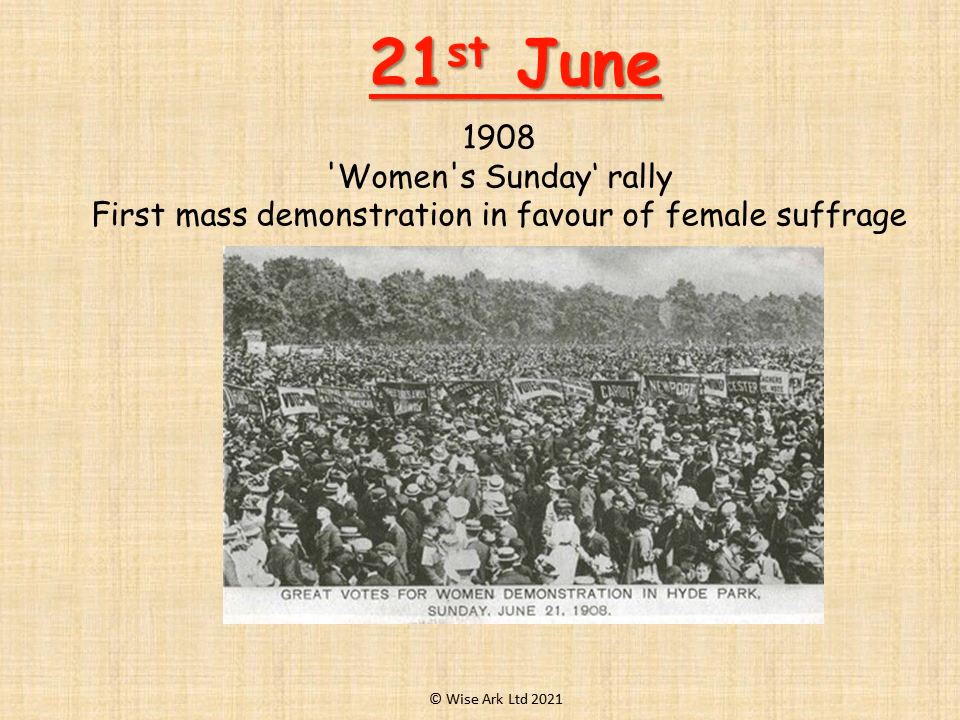 21st June
1908
'Women's Sunday‘ rally
First mass demonstration in favour of female suffrage
CARDIFF
NEWPORT
CESTER
GREAT VOTES FOR WOMEN DEMONSTRATION IN HYDE PARK,
SUNDAY, JUNE 21, 1908.
© Wise Ark Ltd 2021